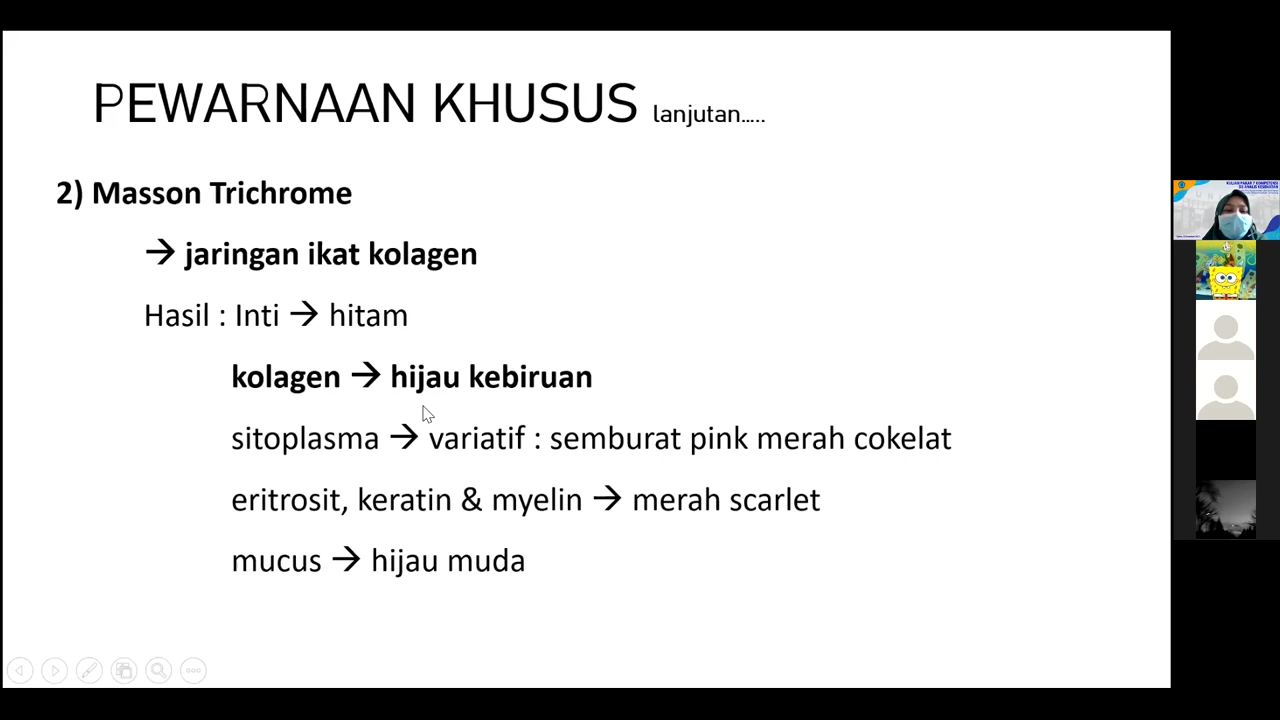 PEWARNAAN KHUSUS lanjutan.....
2) Masson Trichrome
→ jaringan ikat kolagen
Hasil : Inti → hitam
kolagen → hijau kebiruan
sitoplasma → variatif : semburat pink merah cokelat
eritrosit, keratin & myelin → merah scarlet
mucus → hijau muda